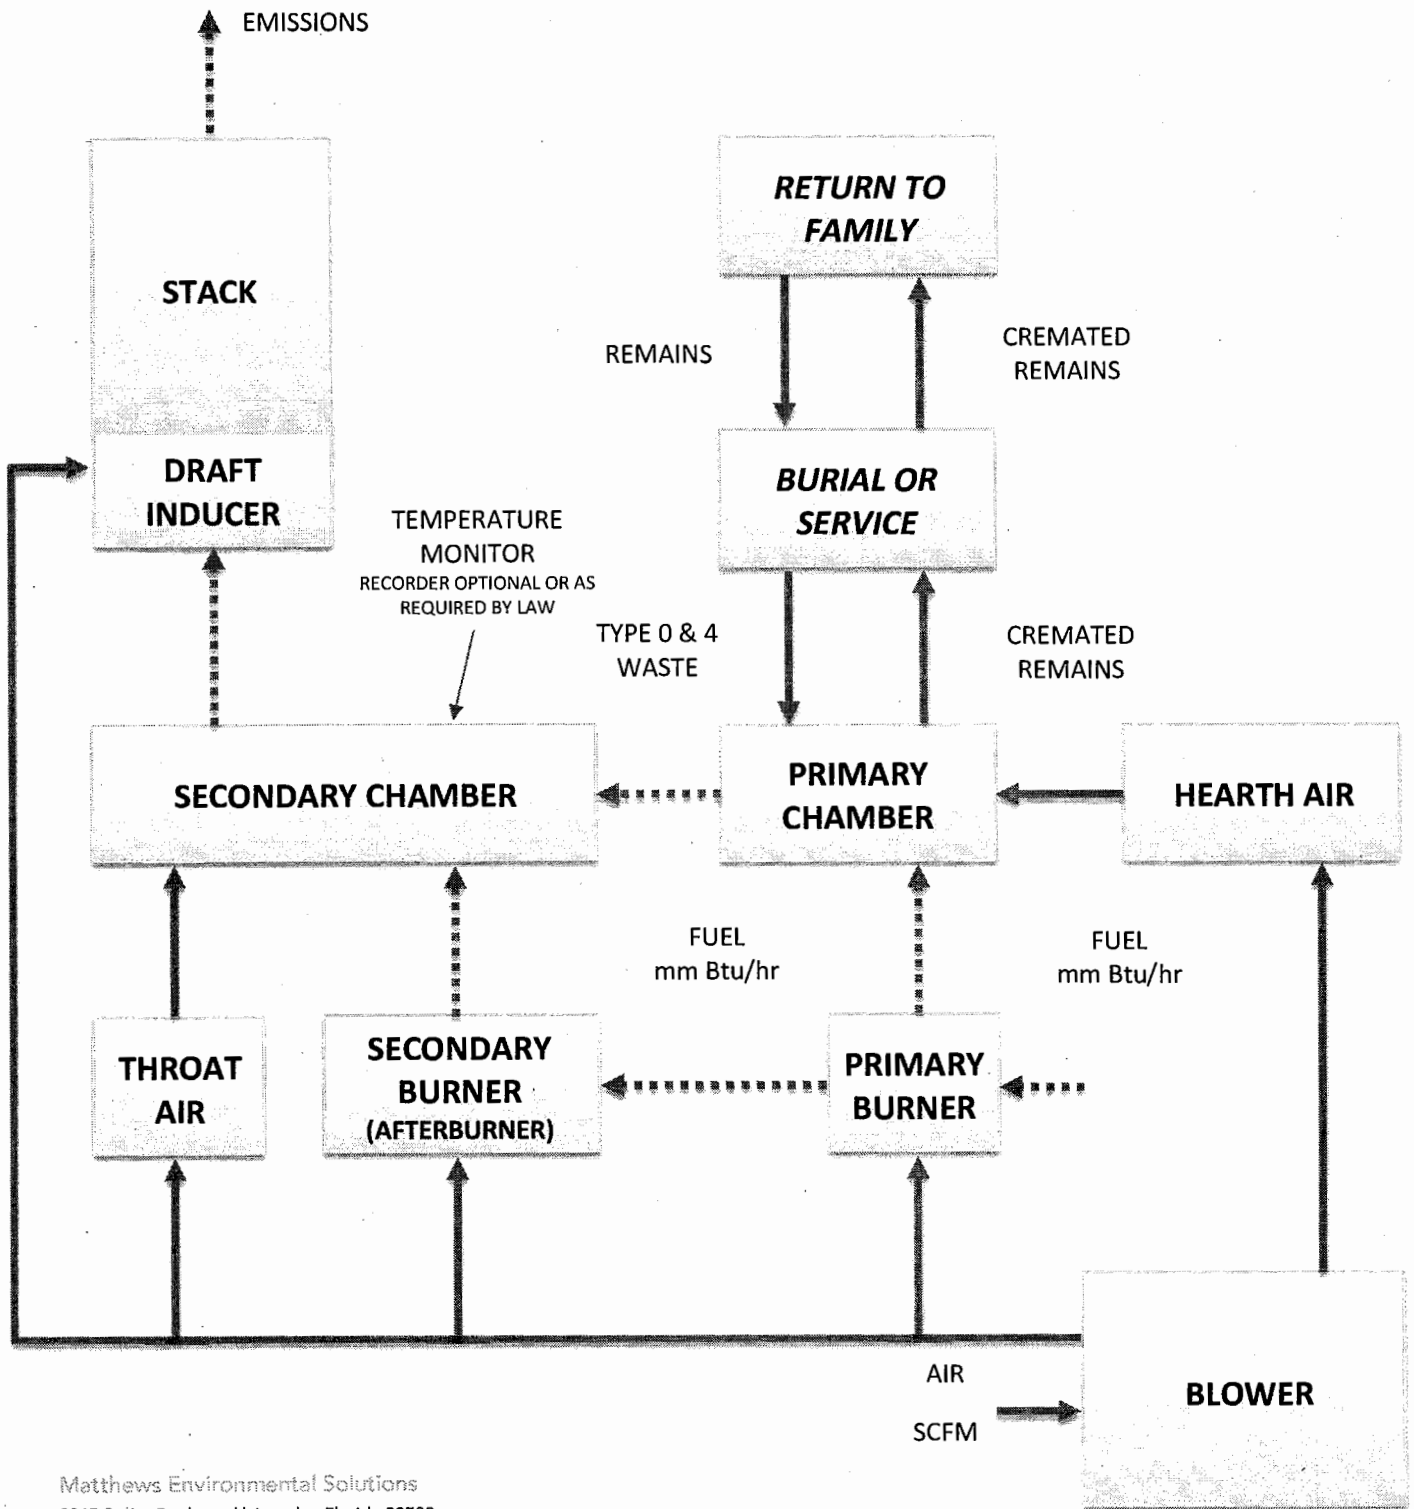 EMISSIONS
STACK
RETURN TO
FAMILY
REMAINS
CREMATED
REMAINS
DRAFT
INDUCER
BURIAL OR
SERVICE
TEMPERATURE
MONITOR
RECORDER OPTIONAL OR AS
REQUIRED BY LAW
TYPE 0 & 4
WASTE
CREMATED
REMAINS
SECONDARY CHAMBER
PRIMARY
CHAMBER
HEARTH AIR
FUEL
mm Btu/hr
FUEL
mm Btu/hr
THROAT
AIR
SECONDARY
BURNER
(AFTERBURNER)
PRIMARY
BURNER
AIR
SCFM
BLOWER
Matthews Environmental Solutions